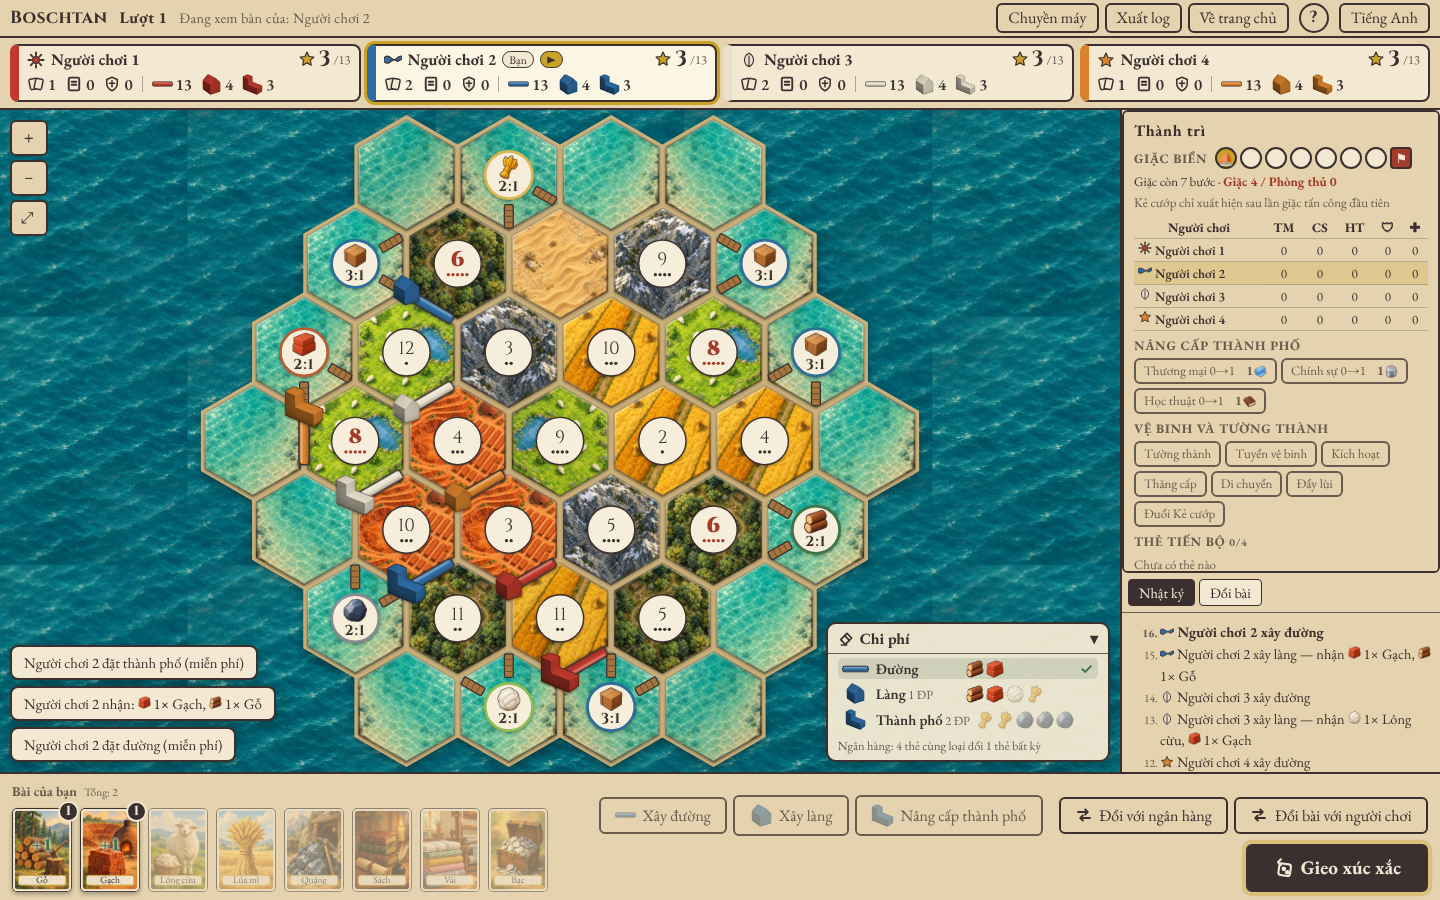 BOSCHTAN Lượt 1 Đang xem bàn của: Người chơi 2
Chuyền máy Xuất log Về trang chủ ? Tiếng Anh
Người chơi 1 3 /13
1 0 0 13 4 3
Người chơi 2 Bạn 3 /13
2 0 0 13 4 3
Người chơi 3 3 /13
2 0 0 13 4 3
Người chơi 4 3 /13
1 0 0 13 4 3
+
−
2:1
3:1 6 9 3:1
2:1 12 3 10 8 3:1
8 4 9 2 4
10 3 5 6 2:1
2:1 11 11 5
2:1 3:1
Người chơi 2 đặt thành phố (miễn phí)
Người chơi 2 nhận: 1× Gạch, 1× Gỗ
Người chơi 2 đặt đường (miễn phí)
Chi phí ▼
Đường
Làng 1 ĐP
Thành phố 2 ĐP
Ngân hàng: 4 thẻ cùng loại đổi 1 thẻ bất kỳ
Thành trì
GIẶC BIỂN
Giặc còn 7 bước · Giặc 4 / Phòng thủ 0
Kẻ cướp chỉ xuất hiện sau lần giặc tấn công đầu tiên
Người chơi TM CS HT
Người chơi 1 0 0 0 0 0
Người chơi 2 0 0 0 0 0
Người chơi 3 0 0 0 0 0
Người chơi 4 0 0 0 0 0
NÂNG CẤP THÀNH PHỐ
Thương mại 0→1 1 Chính sự 0→1 1
Học thuật 0→1 1
VỆ BINH VÀ TƯỜNG THÀNH
Tường thành Tuyển vệ binh Kích hoạt
Thăng cấp Di chuyển Đẩy lùi
Đuổi Kẻ cướp
THẺ TIẾN BỘ 0/4
Chưa có thẻ nào
Nhật ký Đổi bài
16. Người chơi 2 xây đường
15. Người chơi 2 xây làng — nhận 1× Gạch,
1× Gỗ
14. Người chơi 3 xây đường
13. Người chơi 3 xây làng — nhận 1× Lông
cừu, 1× Gạch
12. Người chơi 4 xây đường
Bài của bạn Tổng: 2
1 1
+1 +1
Gỗ Gạch Lông cừu Lúa mì Quặng Sách Vải Bạc
Xây đường Xây làng Nâng cấp thành phố Đổi với ngân hàng Đổi bài với người chơi
Gieo xúc xắc